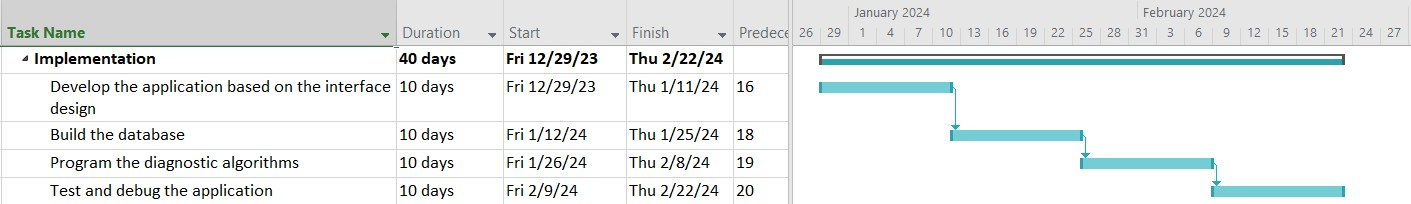 January 2024 February 2024
Task Name Duration Start Finish Predece 26 29 1 4 7 10 13 16 19 22 25 28 31 3 6 9 12 15 18 21 24 27
Implementation 40 days Fri 12/29/23 Thu 2/22/24
Develop the application based on the interface 10 days Fri 12/29/23 Thu 1/11/24 16
design
Build the database 10 days Fri 1/12/24 Thu 1/25/24 18
Program the diagnostic algorithms 10 days Fri 1/26/24 Thu 2/8/24 19
Test and debug the application 10 days Fri 2/9/24 Thu 2/22/24 20